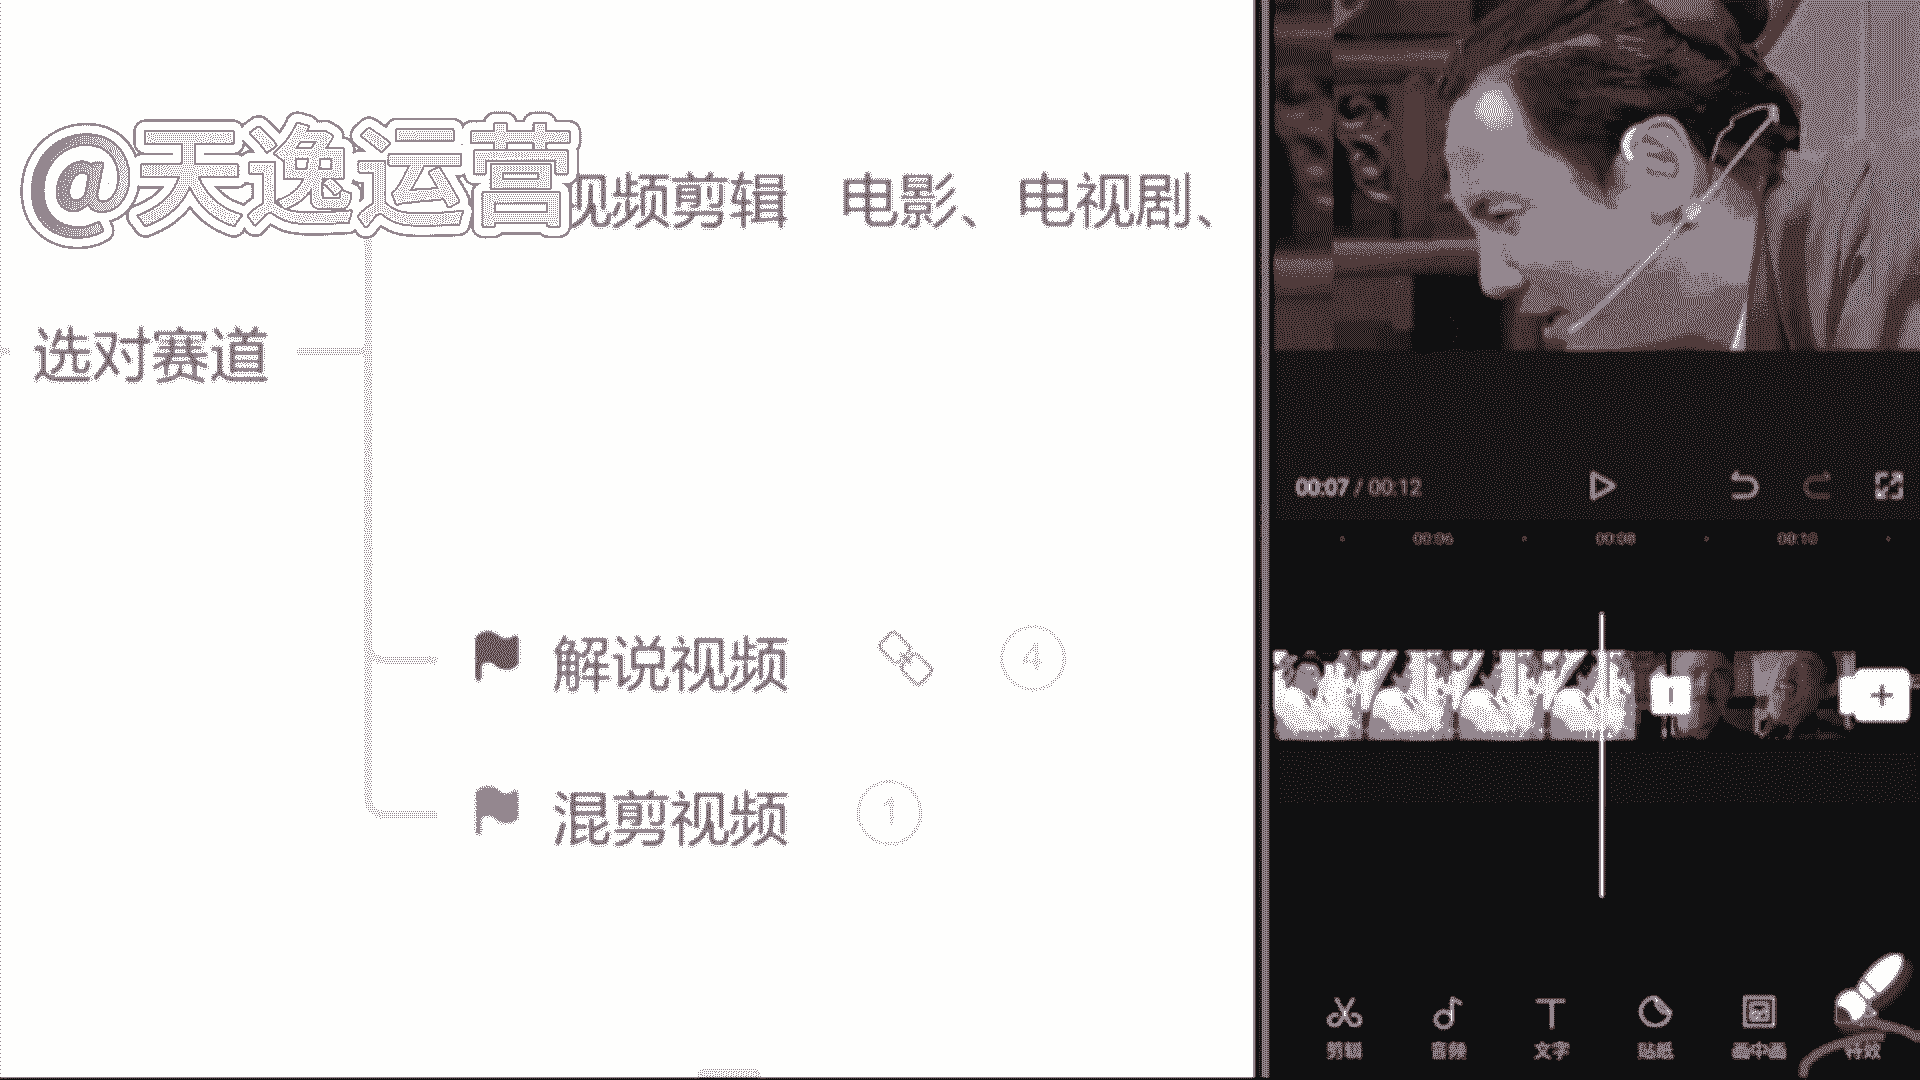 @天逸运营
视频剪辑 电影、电视剧、
选对赛道
解说视频 4
混剪视频 1
00:07 / 00:12
00:06 00:08 00:10
剪辑 音频 文字 贴纸 画中画 特效